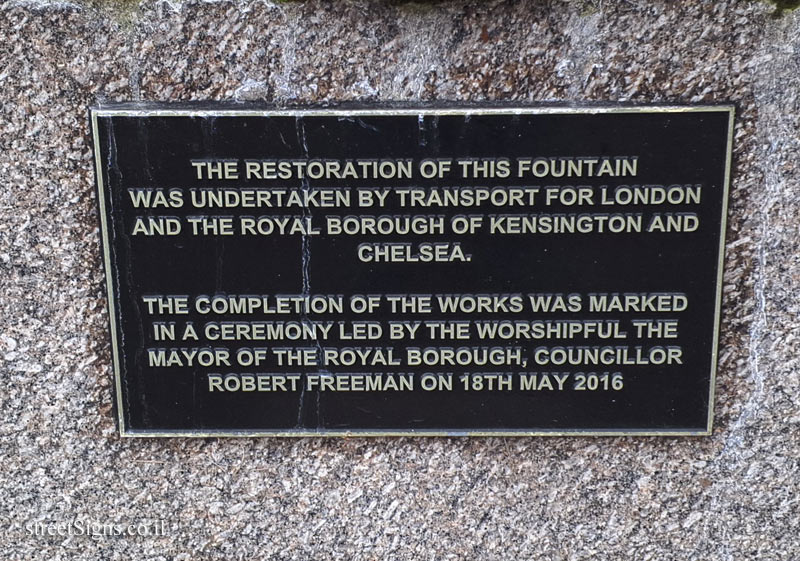 THE RESTORATION OF THIS FOUNTAIN
WAS UNDERTAKEN BY TRANSPORT FOR LONDON
AND THE ROYAL BOROUGH OF KENSINGTON AND
CHELSEA.
THE COMPLETION OF THE WORKS WAS MARKED
IN A CEREMONY LED BY THE WORSHIPFUL THE
MAYOR OF THE ROYAL BOROUGH, COUNCILLOR
ROBERT FREEMAN ON 18TH MAY 2016
streetSigns.co.il